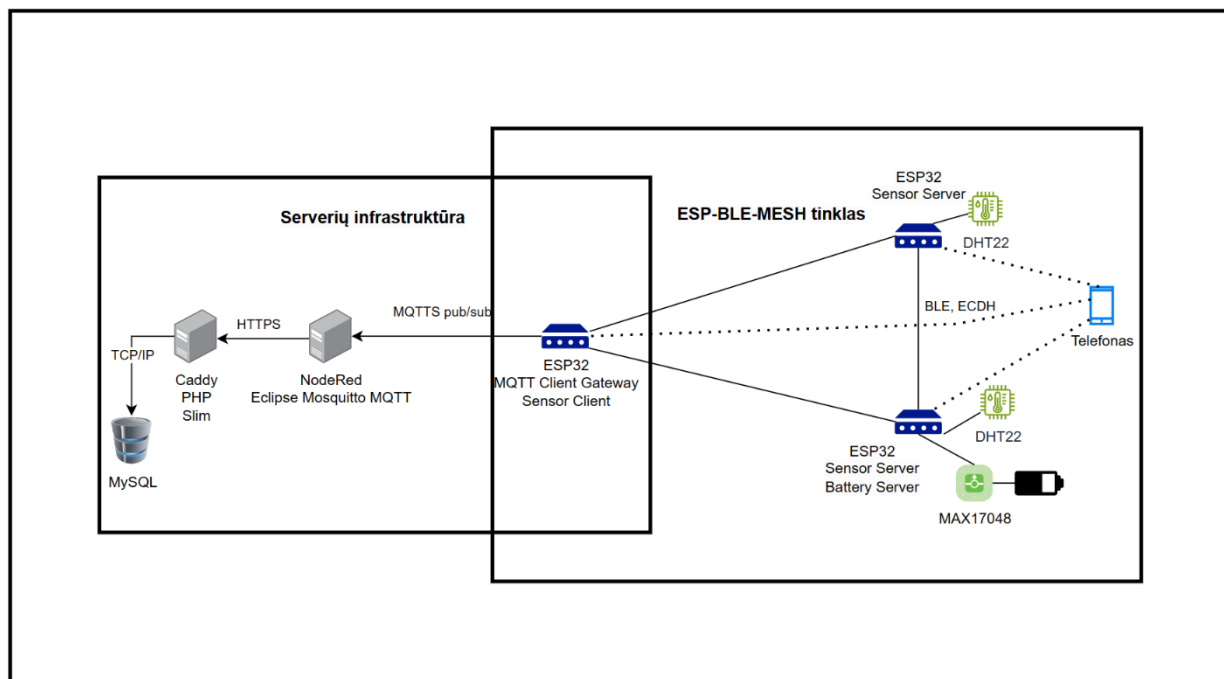 Serverių infrastruktūra
TCP/IP
HTTPS
MQTTS pub/sub
Caddy
PHP
Slim
NodeRed
Eclipse Mosquitto MQTT
MySQL
ESP-BLE-MESH tinklas
ESP32
MQTT Client Gateway
Sensor Client
ESP32
Sensor Server
DHT22
BLE, ECDH
Telefonas
DHT22
ESP32
Sensor Server
Battery Server
MAX17048